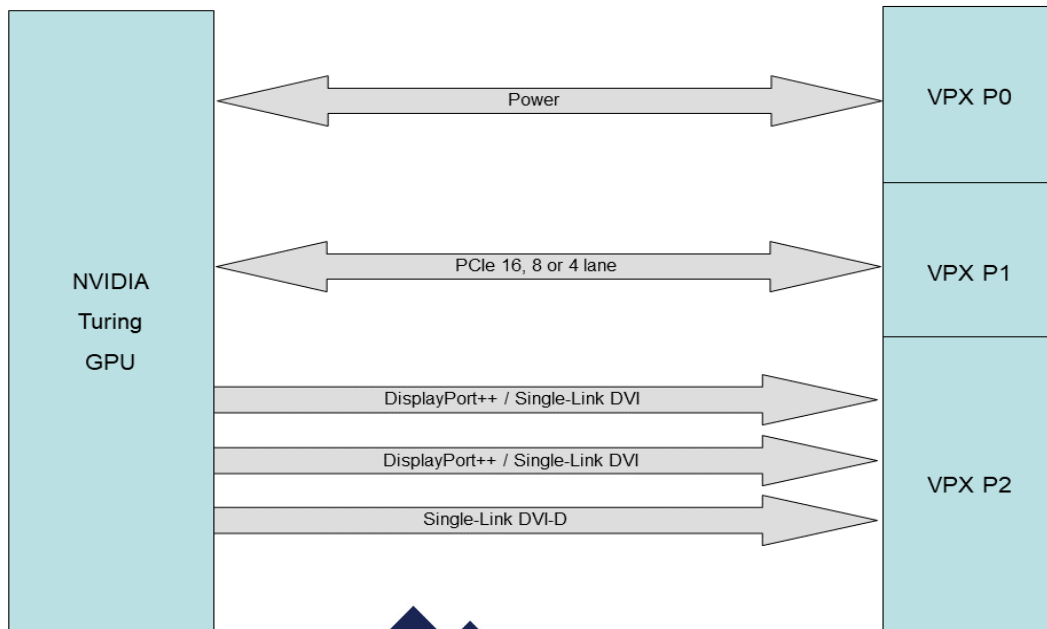 Power
VPX P0
PCIe 16, 8 or 4 lane
VPX P1
NVIDIA
Turing
GPU
DisplayPort++ / Single-Link DVI
DisplayPort++ / Single-Link DVI
VPX P2
Single-Link DVI-D